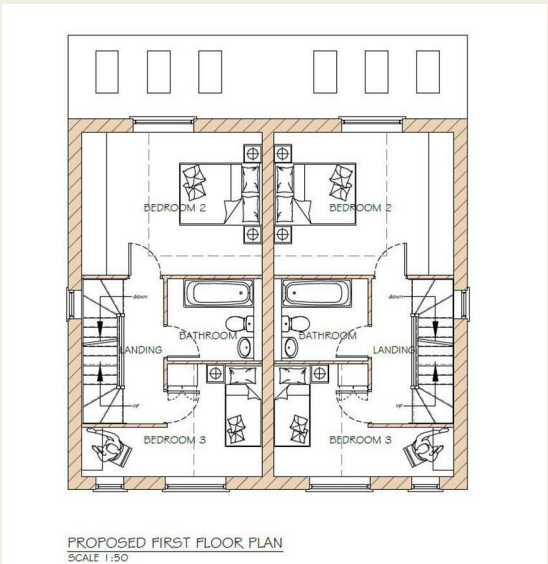 BEDROOM 2
BEDROOM 2
down
down
BATHROOM
BATHROOM
LANDING
LANDING
up
up
BEDROOM 3
BEDROOM 3
PROPOSED FIRST FLOOR PLAN
SCALE 1:50